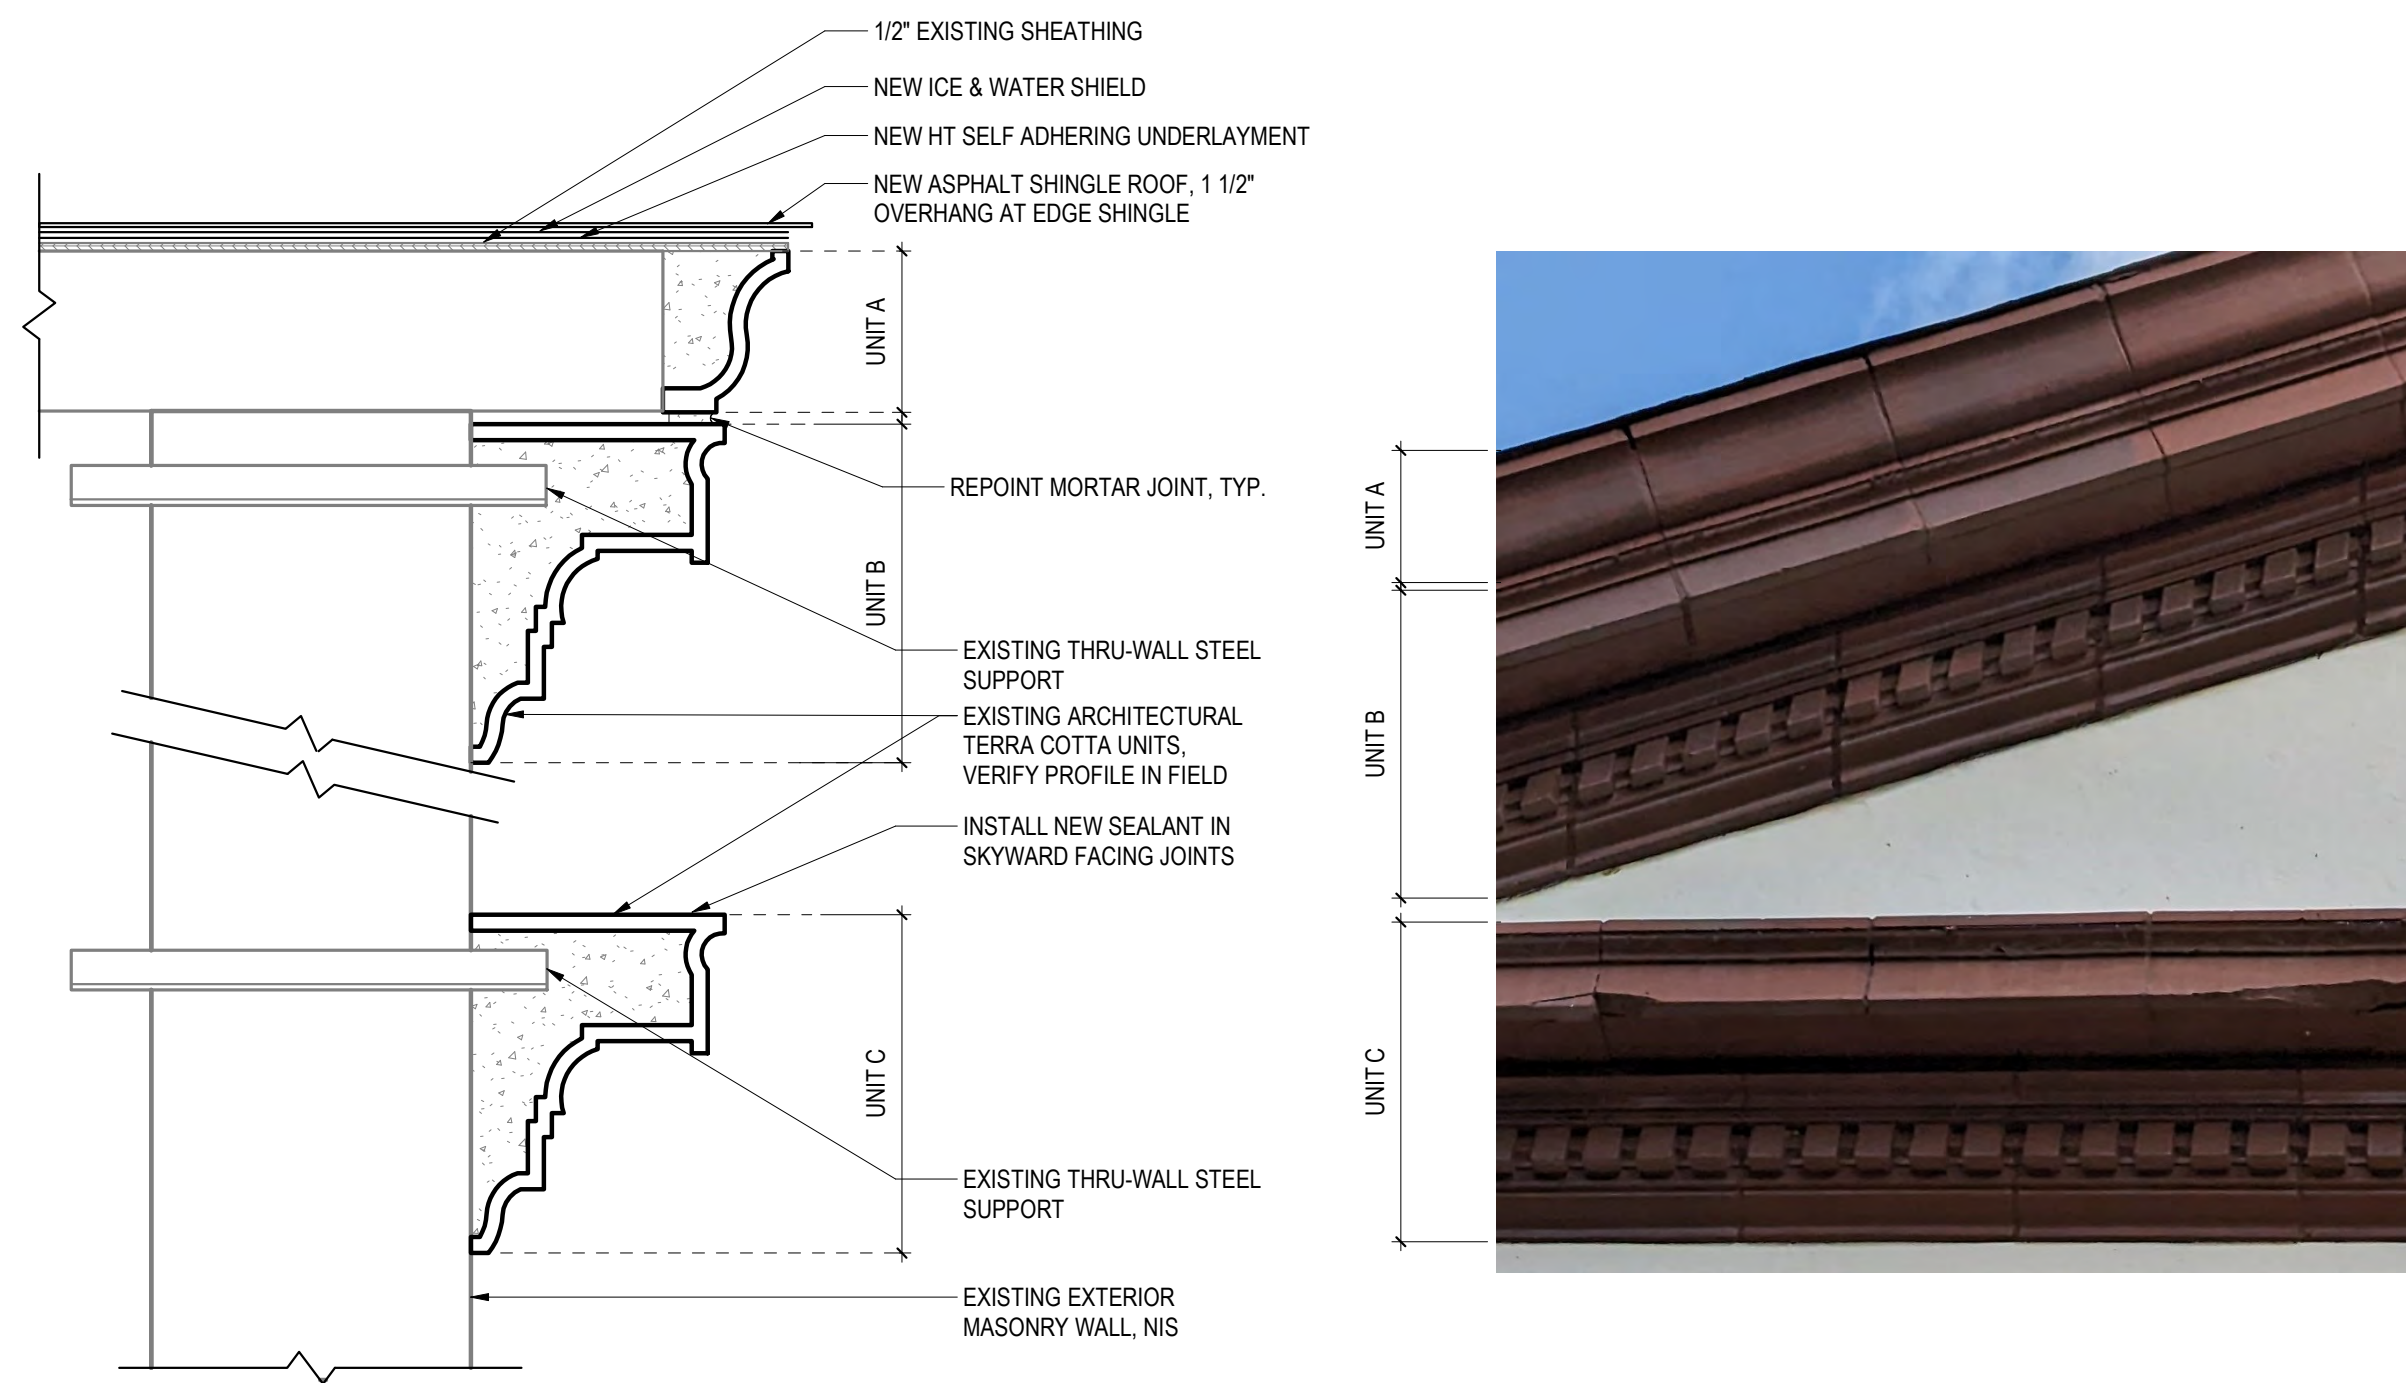 1/2" EXISTING SHEATHING
NEW ICE & WATER SHIELD
NEW HT SELF ADHERING UNDERLAYMENT
NEW ASPHALT SHINGLE ROOF, 1 1/2"
OVERHANG AT EDGE SHINGLE
UNIT A
REPOINT MORTAR JOINT, TYP.
UNIT B
EXISTING THRU-WALL STEEL
SUPPORT
EXISTING ARCHITECTURAL
TERRA COTTA UNITS,
VERIFY PROFILE IN FIELD
INSTALL NEW SEALANT IN
SKYWARD FACING JOINTS
UNIT C
EXISTING THRU-WALL STEEL
SUPPORT
EXISTING EXTERIOR
MASONRY WALL, NIS
UNIT A
UNIT B
UNIT C